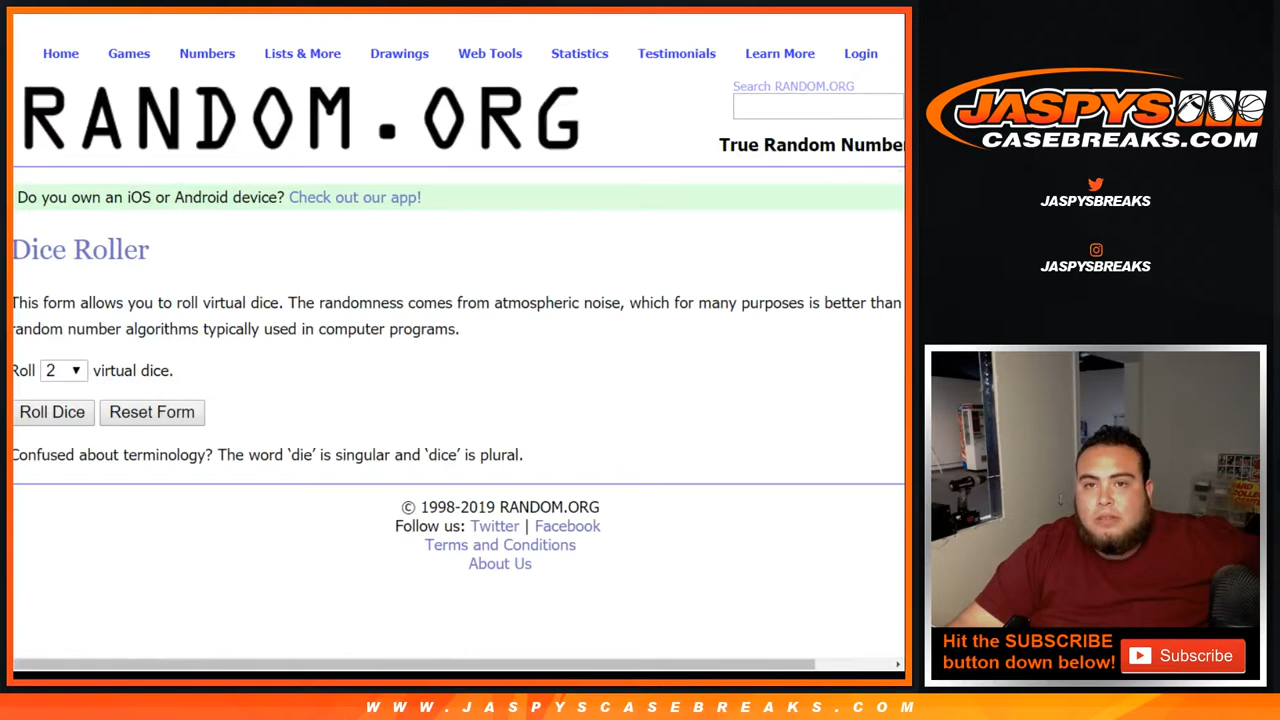 Home Games Numbers Lists & More Drawings Web Tools Statistics Testimonials Learn More Login
RANDOM.ORG
Search RANDOM.ORG
True Random Number
Do you own an iOS or Android device? Check out our app!
Dice Roller
This form allows you to roll virtual dice. The randomness comes from atmospheric noise, which for many purposes is better than
random number algorithms typically used in computer programs.
Roll 2 virtual dice.
Roll Dice Reset Form
Confused about terminology? The word ‘die’ is singular and ‘dice’ is plural.
© 1998-2019 RANDOM.ORG
Follow us: Twitter | Facebook
Terms and Conditions
About Us
JASPYS
CASEBREAKS.COM
JASPYSBREAKS
JASPYSBREAKS
Hit the SUBSCRIBE
button down below!
Subscribe
WWW.JASPYSCASEBREAKS.COM